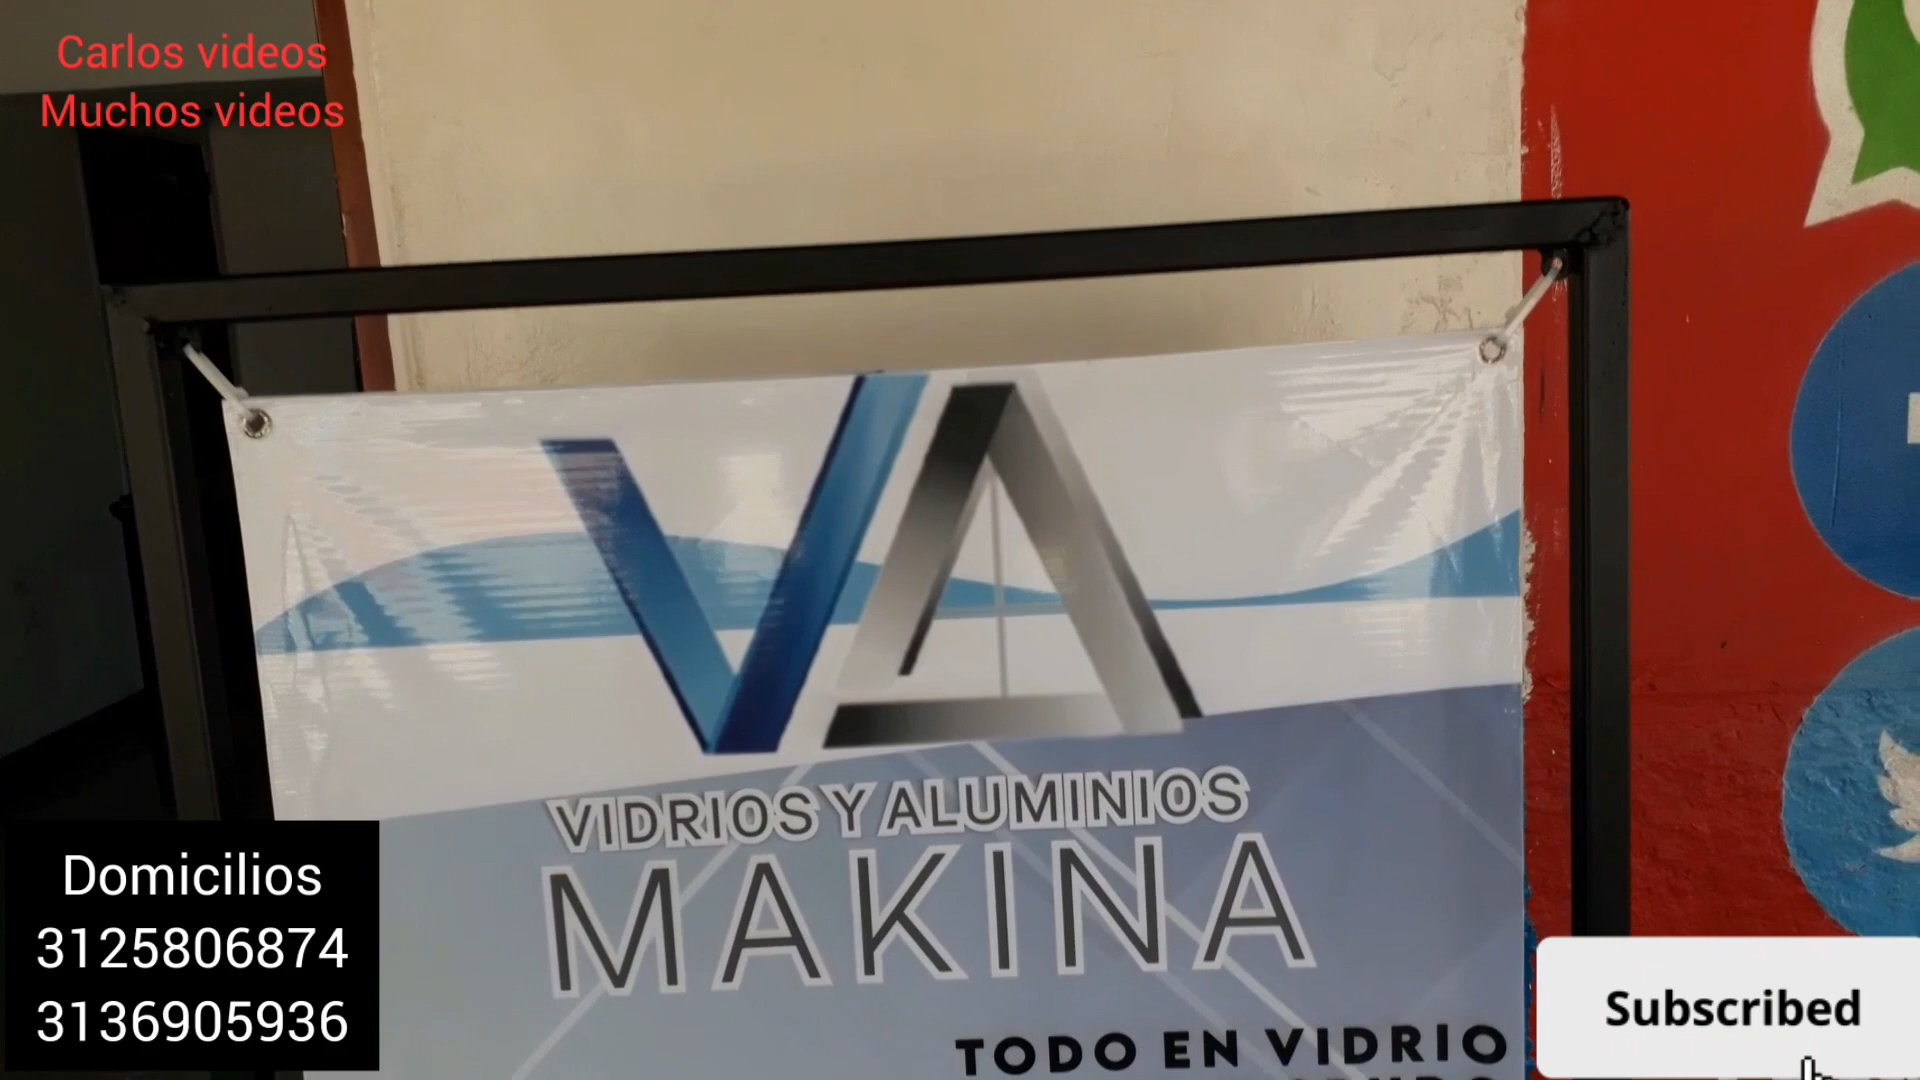 Carlos videos
Muchos videos
VA
VIDRIOS Y ALUMINIOS
MAKINA
TODO EN VIDRIO
Domicilios
3125806874
3136905936
Subscribed